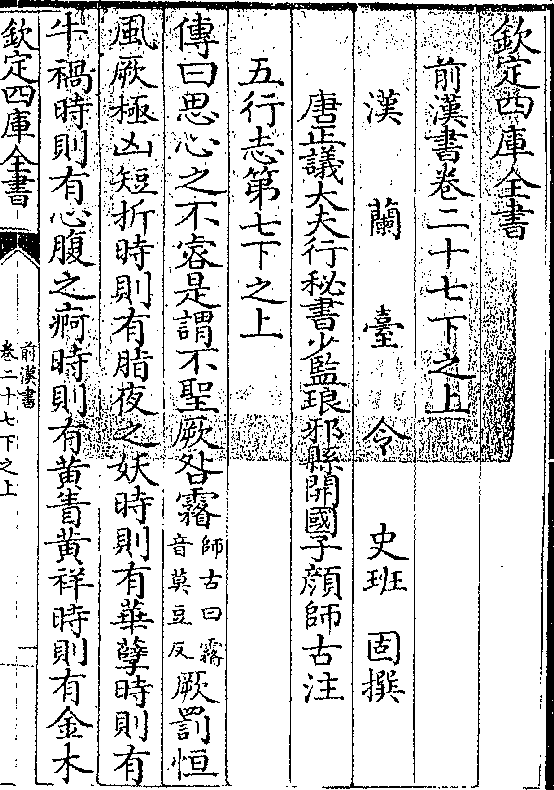 欽定四庫全書
前漢書卷二十七下之上
漢蘭臺令史班固撰
唐正議大夫行秘書少監琅邪縣開國子顔師古注
五行志第七下之上
傳曰思心之不㝐是謂不聖厥咎霿師古曰霿音莫豆反厥罰恒
風厥極凶短折時則有脂夜之妖時則有華孽時則有
牛禍時則有心腹之痾時則有黄眚黄祥時則有金木
欽定四庫全書
前漢書
卷二十七下之上